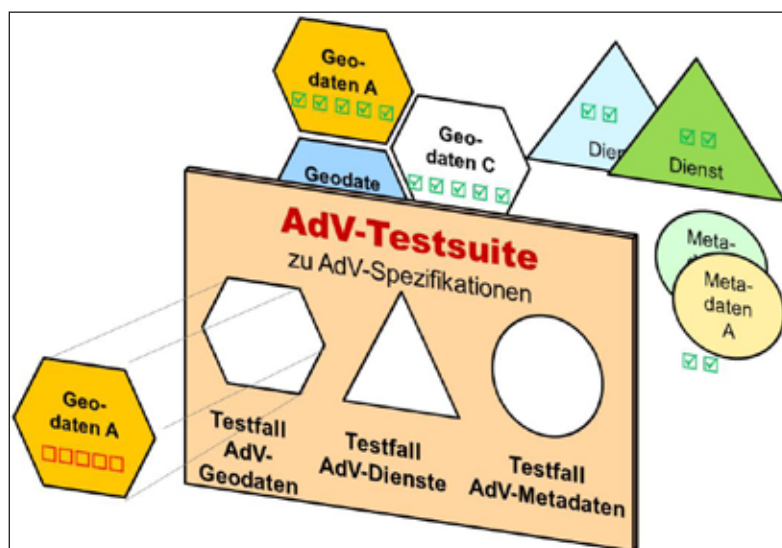 Geo-
daten A
Geo-
daten C
Geodate
Dienst
Meta-
Meta-
daten
A
AdV-Testsuite
zu AdV-Spezifikationen
Geo-
daten A
Testfall
AdV-
Geodaten
Testfall
AdV-Dienste
Testfall
AdV-Metadaten